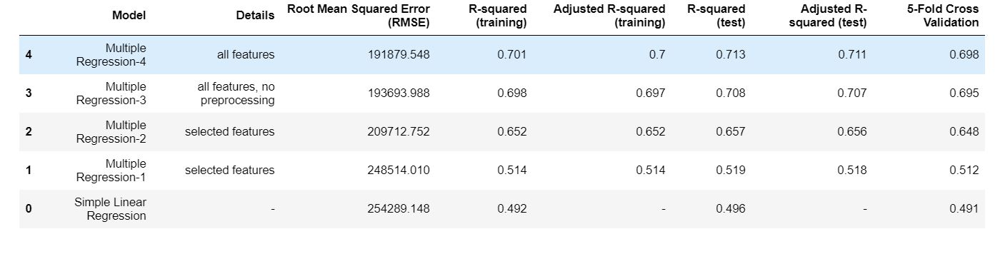 Model Details Root Mean Squared Error (RMSE) R-squared (training) Adjusted R-squared (training) R-squared (test) Adjusted R-squared (test) 5-Fold Cross Validation
4 Multiple Regression-4 all features 191879.548 0.701 0.7 0.713 0.711 0.698
3 Multiple Regression-3 all features, no preprocessing 193693.988 0.698 0.697 0.708 0.707 0.695
2 Multiple Regression-2 selected features 209712.752 0.652 0.652 0.657 0.656 0.648
1 Multiple Regression-1 selected features 248514.010 0.514 0.514 0.519 0.518 0.512
0 Simple Linear Regression - 254289.148 0.492 - 0.496 - 0.491